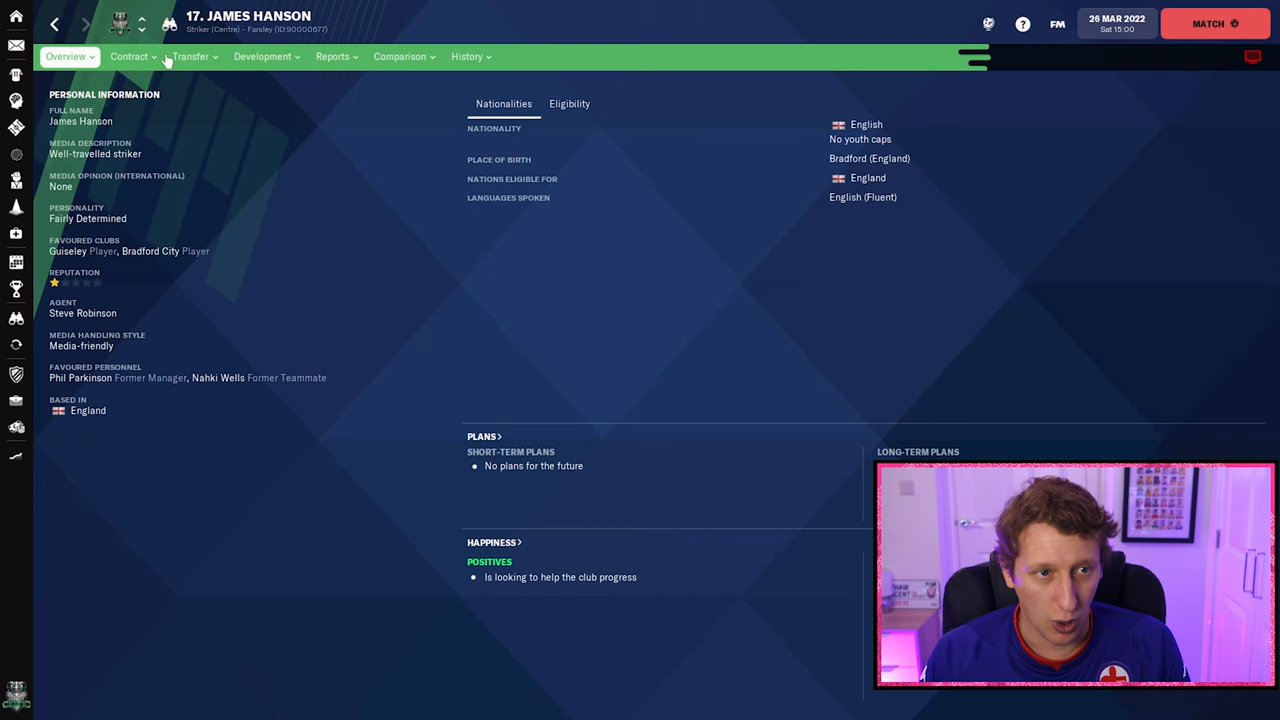 17. JAMES HANSON
Striker (Centre) - Farsley (ID:90000677)
FM
26 MAR 2022
Sat 15:00
MATCH
Overview
Contract
Transfer
Development
Reports
Comparison
History
PERSONAL INFORMATION
FULL NAME
James Hanson
MEDIA DESCRIPTION
Well-travelled striker
MEDIA OPINION (INTERNATIONAL)
None
PERSONALITY
Fairly Determined
FAVOURED CLUBS
Guiseley Player, Bradford City Player
REPUTATION
AGENT
Steve Robinson
MEDIA HANDLING STYLE
Media-friendly
FAVOURED PERSONNEL
Phil Parkinson Former Manager, Nahki Wells Former Teammate
BASED IN
England
Nationalities
Eligibility
NATIONALITY
English
No youth caps
PLACE OF BIRTH
Bradford (England)
NATIONS ELIGIBLE FOR
England
LANGUAGES SPOKEN
English (Fluent)
PLANS >
SHORT-TERM PLANS
No plans for the future
LONG-TERM PLANS
HAPPINESS >
POSITIVES
Is looking to help the club progress